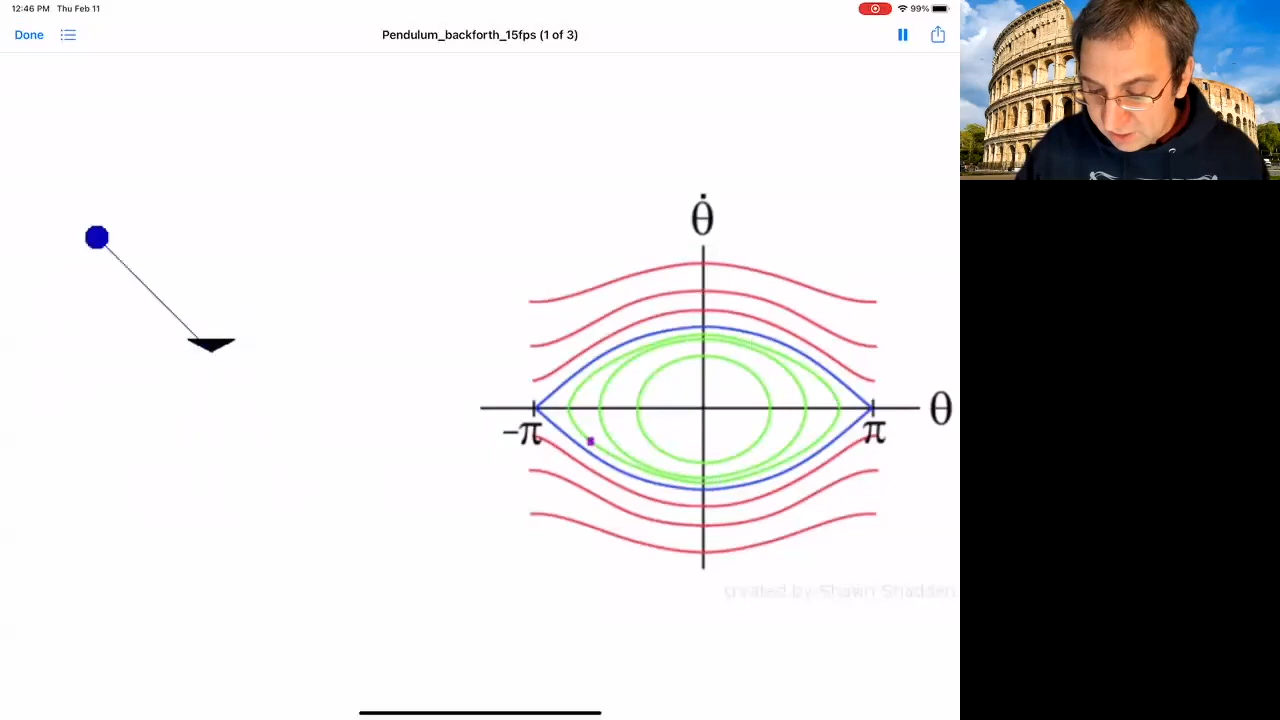 12:46 PM Thu Feb 11
99%
Done
Pendulum_backforth_15fps (1 of 3)
θ̇
θ
−π
π
created by Shawn Shadden